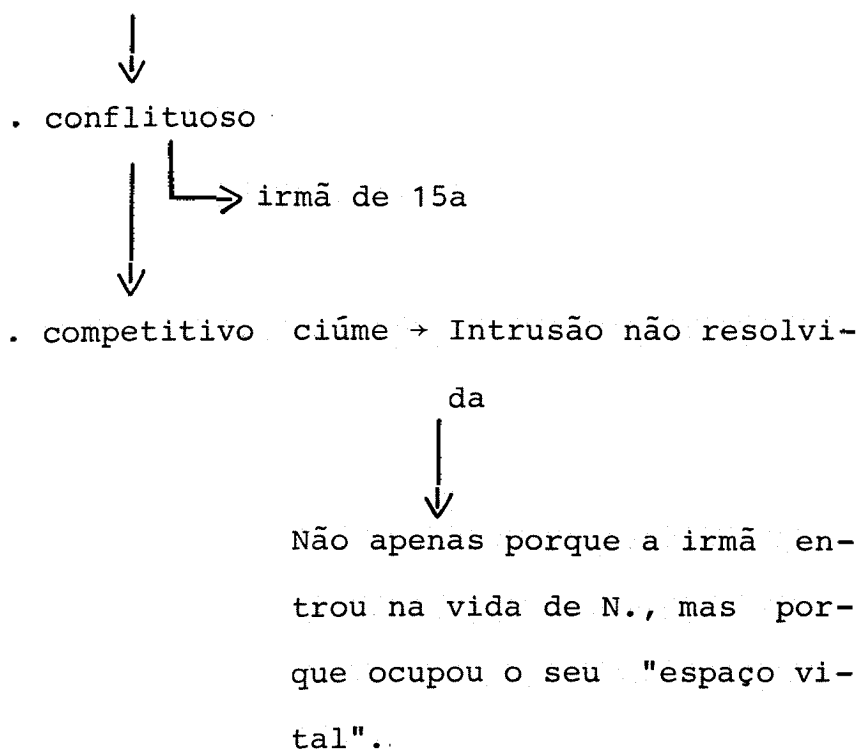 . conflituoso
irmã de 15a
. competitivo ciúme → Intrusão não resolvi-
da
Não apenas porque a irmã en-
trou na vida de N., mas por-
que ocupou o seu "espaço vi-
tal".